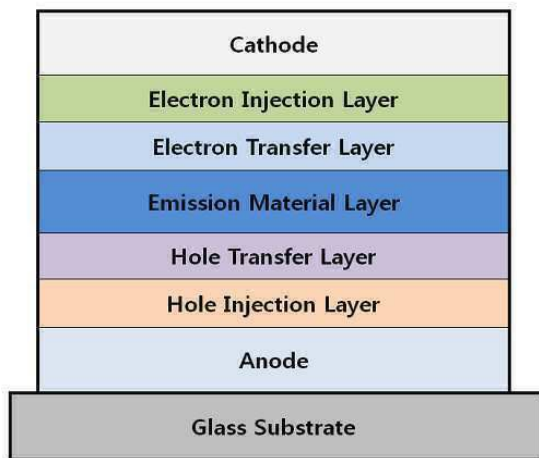 Cathode
Electron Injection Layer
Electron Transfer Layer
Emission Material Layer
Hole Transfer Layer
Hole Injection Layer
Anode
Glass Substrate